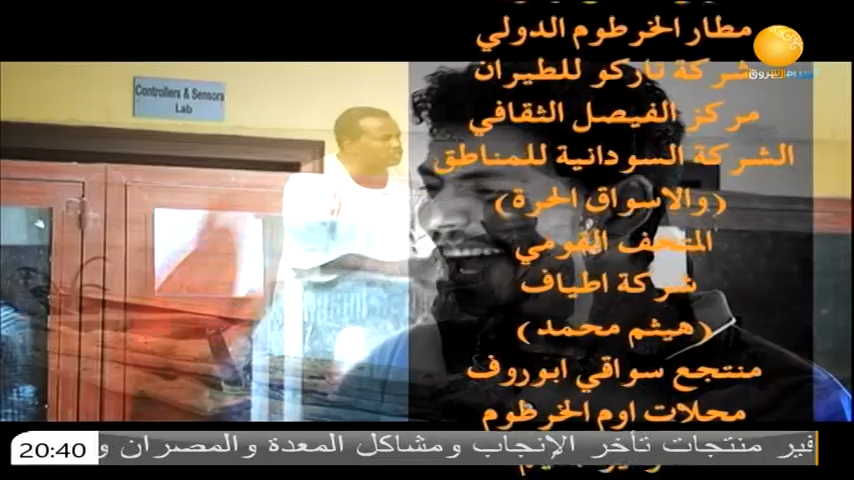 مطار الخرطوم الدولي
شركة تاركو للطيران
مركز الفيصل الثقافي
الشركة السودانية للمناطق
(والاسواق الحرة)
المتحف القومي
شركة اطياف
(هيثم محمد)
منتجع سواقي ابوروف
محلات اوم الخرطوم
Controllers & Sensors
Lab
الشروق
20:40
فير منتجات تأخر الإنجاب ومشاكل المعدة والمصران و